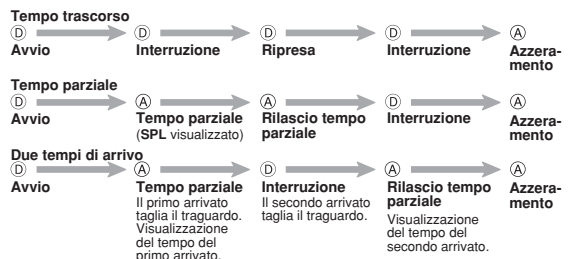 Tempo trascorso
D D D D A
Avvio Interruzione Ripresa Interruzione Azzera-
mento
Tempo parziale
D A A D A
Avvio Tempo parziale Rilascio tempo Interruzione Azzera-
(SPL visualizzato) parziale mento
Due tempi di arrivo
D A D A A
Avvio Tempo parziale Interruzione Rilascio tempo Azzera-
Il primo arrivato Il secondo arrivato parziale mento
taglia il traguardo. taglia il traguardo. Visualizzazione
Visualizzazione del tempo del
del tempo del secondo arrivato.
primo arrivato.